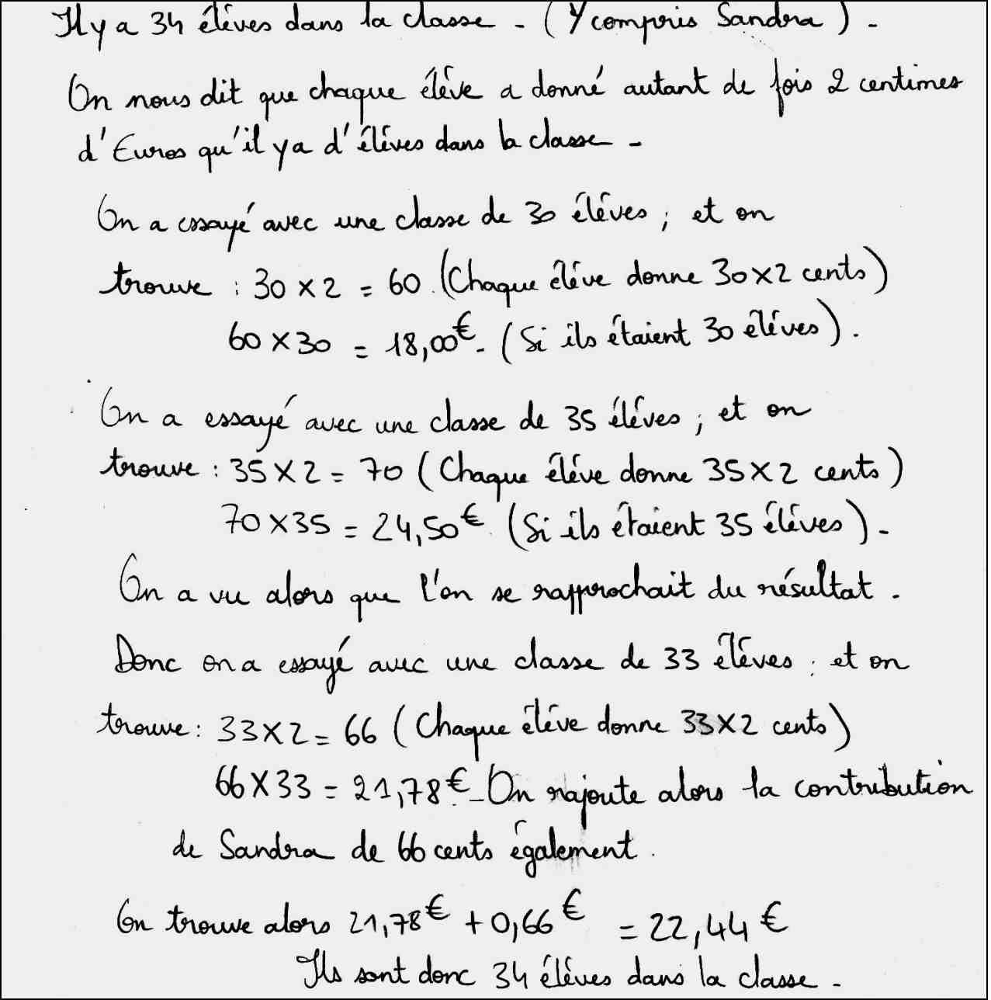 Il y a 34 élèves dans la classe - (Y compris Sandra) -
On nous dit que chaque élève a donné autant de fois 2 centimes
d'Euros qu'il y a d'élèves dans la classe -
On a essayé avec une classe de 30 élèves ; et on
trouve : 30 x 2 = 60 (Chaque élève donne 30x2 cents)
60 x 30 = 18,00€ - (Si ils étaient 30 élèves).
On a essayé avec une classe de 35 élèves ; et on
trouve : 35 x 2 = 70 (Chaque élève donne 35 x 2 cents)
70 x 35 = 24,50€ (Si ils étaient 35 élèves) -
On a vu alors que l'on se rapprochait du résultat.
Donc on a essayé avec une classe de 33 élèves ; et on
trouve : 33 x 2 = 66 (Chaque élève donne 33 x 2 cents)
66 x 33 = 21,78€ - On rajoute alors la contribution
de Sandra de 66 cents également.
On trouve alors 21,78€ + 0,66€ = 22,44€
Ils sont donc 34 élèves dans la classe -